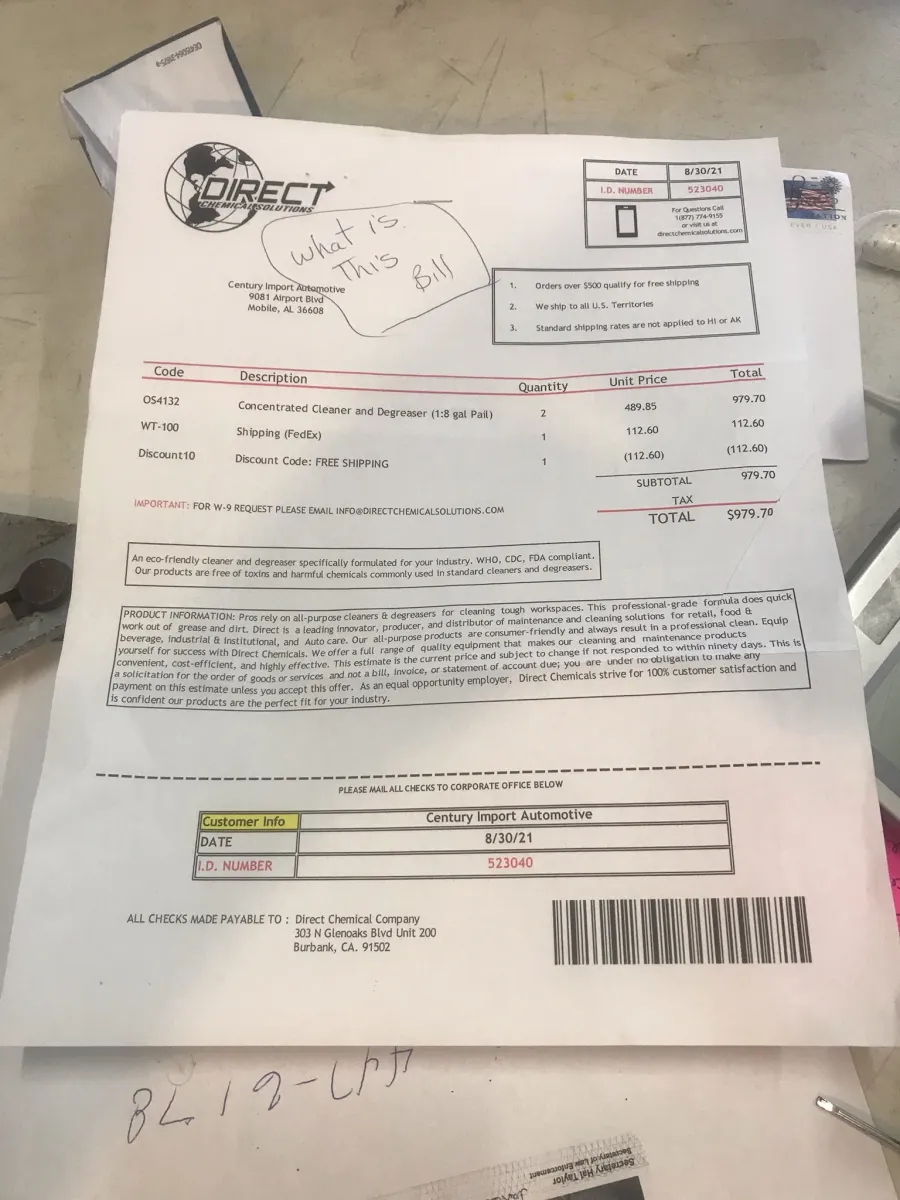 DIRECT
CHEMICAL SOLUTIONS
DATE 8/30/21
I.D. NUMBER 523040
For Questions Call
1(877) 774-9155
or visit us at
directchemicalsolutions.com
what is
This
Bill
Century Import Automotive
9081 Airport Blvd
Mobile, AL 36608
1. Orders over $500 qualify for free shipping
2. We ship to all U.S. Territories
3. Standard shipping rates are not applied to HI or AK
Code Description Quantity Unit Price Total
OS4132 Concentrated Cleaner and Degreaser (1:8 gal Pail) 2 489.85 979.70
WT-100 Shipping (FedEx) 1 112.60 112.60
Discount10 Discount Code: FREE SHIPPING 1 (112.60) (112.60)
SUBTOTAL 979.70
TAX
TOTAL $979.70
IMPORTANT: FOR W-9 REQUEST PLEASE EMAIL INFO@DIRECTCHEMICALSOLUTIONS.COM
An eco-friendly cleaner and degreaser specifically formulated for your industry. WHO, CDC, FDA compliant.
Our products are free of toxins and harmful chemicals commonly used in standard cleaners and degreasers.
PRODUCT INFORMATION: Pros rely on all-purpose cleaners & degreasers for cleaning tough workspaces. This professional-grade formula does quick
work out of grease and dirt. Direct is a leading innovator, producer, and distributor of maintenance and cleaning solutions for retail, food &
beverage, Industrial & Institutional, and Auto care. Our all-purpose products are consumer-friendly and always result in a professional clean. Equip
yourself for success with Direct Chemicals. We offer a full range of quality equipment that makes our cleaning and maintenance products
convenient, cost-efficient, and highly effective. This estimate is the current price and subject to change if not responded to within ninety days. This is
a solicitation for the order of goods or services and not a bill, invoice, or statement of account due; you are under no obligation to make any
payment on this estimate unless you accept this offer. As an equal opportunity employer, Direct Chemicals strive for 100% customer satisfaction and
is confident our products are the perfect fit for your industry.
PLEASE MAIL ALL CHECKS TO CORPORATE OFFICE BELOW
Customer Info Century Import Automotive
DATE 8/30/21
I.D. NUMBER 523040
ALL CHECKS MADE PAYABLE TO : Direct Chemical Company
303 N Glenoaks Blvd Unit 200
Burbank, CA. 91502
Secretary of Law Enforcement
Secretary Hal Taylor